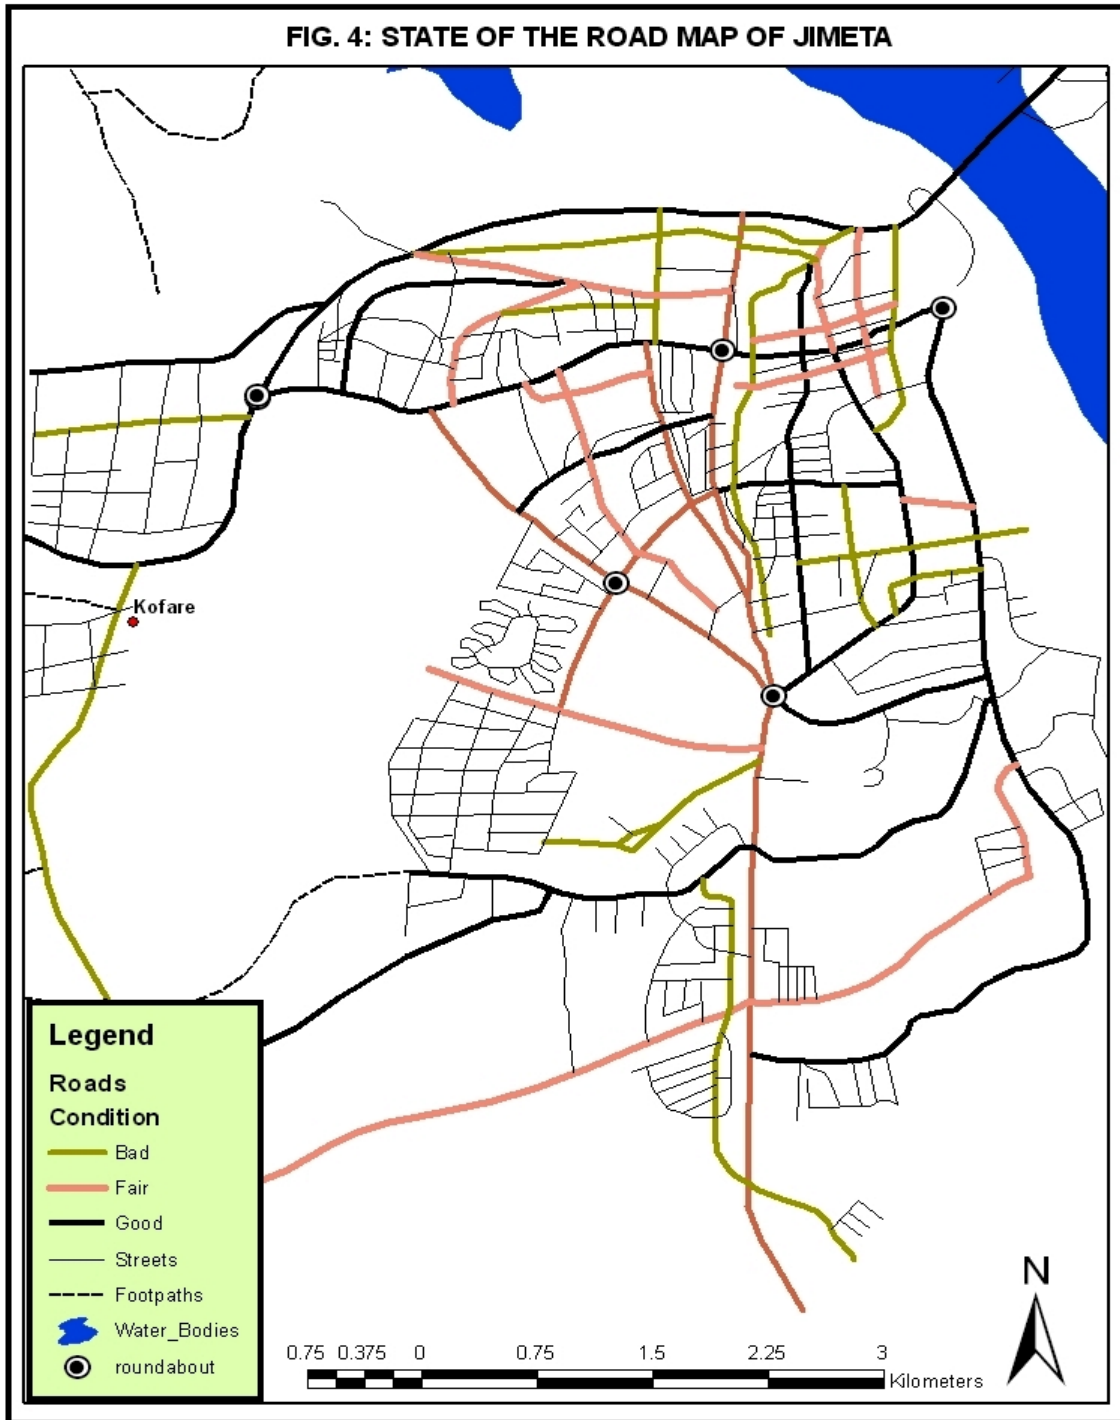 FIG. 4: STATE OF THE ROAD MAP OF JIMETA
Kofare
Legend
Roads
Condition
Bad
Fair
Good
Streets
Footpaths
Water_Bodies
roundabout
N
0.75 0.375 0 0.75 1.5 2.25 3
Kilometers